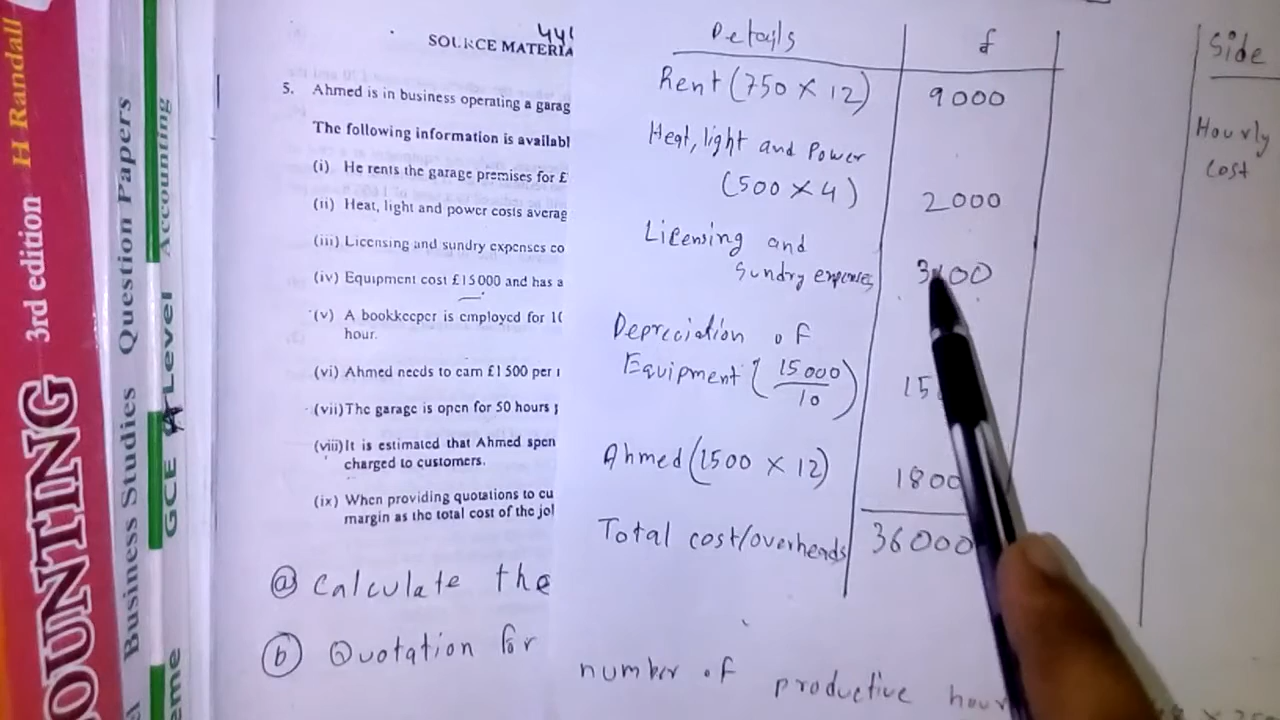 H Randall
3rd edition
OUNTING
Question Papers
Business Studies
Accounting
GCE A Level
eme
SOURCE MATERIA
5. Ahmed is in business operating a garag
The following information is availabl
(i) He rents the garage premises for £
(ii) Heat, light and power costs averag
(iii) Licensing and sundry expenses co
(iv) Equipment cost £15000 and has a
(v) A bookkeeper is employed for 10
hour.
(vi) Ahmed needs to earn £1500 per
(vii) The garage is open for 50 hours
(viii) It is estimated that Ahmed spen
charged to customers.
(ix) When providing quotations to cu
margin as the total cost of the jol
ⓐ Calculate the
ⓑ Quotation for
Details £
Rent (750 × 12) 9000
Heat, light and Power
(500 × 4) 2000
Licensing and
Sundry expenses
Depreciation of
Equipment (15000/10) 15
Ahmed (1500 × 12) 1800
Total cost/overheads 36000
number of productive hour
Side
Hourly
Cost